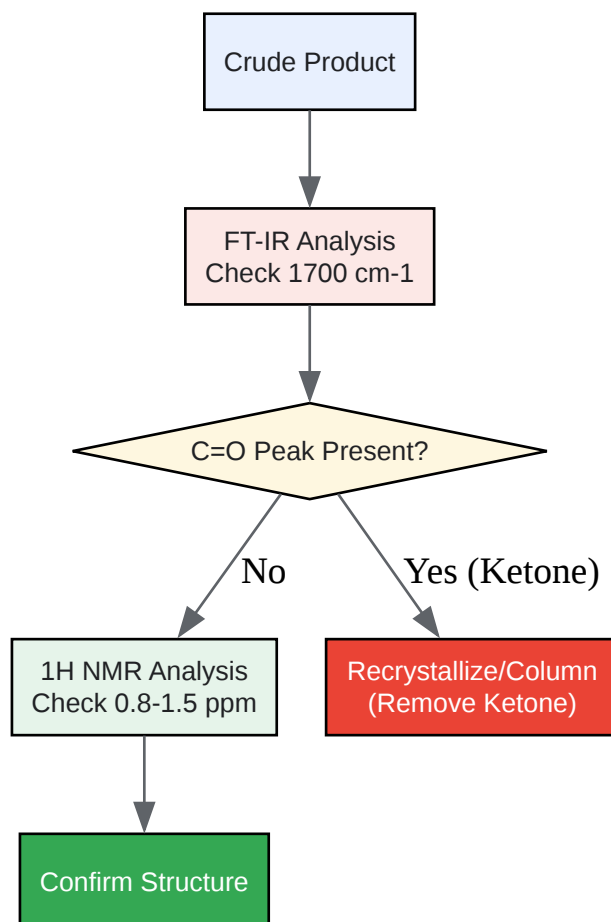 Crude Product
FT-IR Analysis
Check 1700 cm-1
C=O Peak Present?
No
Yes (Ketone)
1H NMR Analysis
Check 0.8-1.5 ppm
Recrystallize/Column
(Remove Ketone)
Confirm Structure